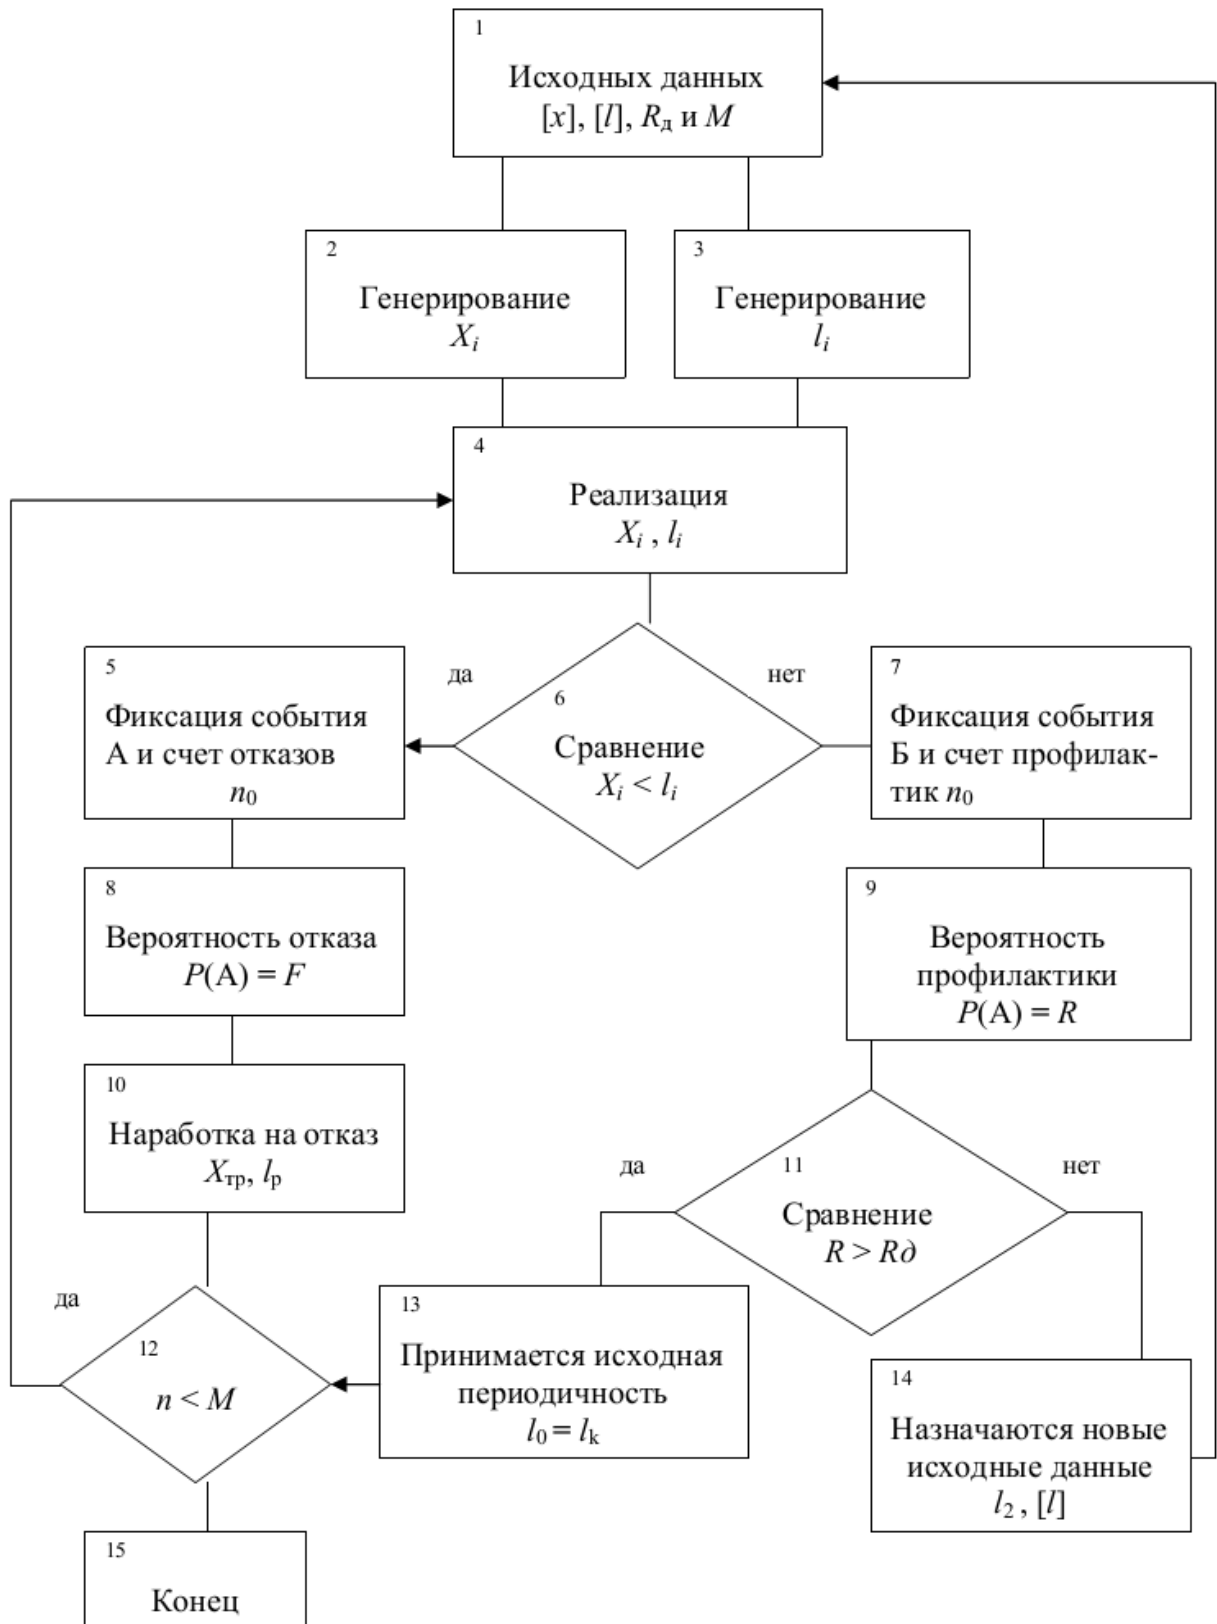 1
Исходных данных
[x], [l], Rд и M
2
Генерирование
Xi
3
Генерирование
li
4
Реализация
Xi , li
5
Фиксация события
А и счет отказов
n0
да
6
Сравнение
Xi < li
нет
7
Фиксация события
Б и счет профилак-
тик n0
8
Вероятность отказа
P(А) = F
9
Вероятность
профилактики
P(А) = R
10
Наработка на отказ
Xтр, lр
да
11
Сравнение
R > Rд
нет
да
12
n < M
13
Принимается исходная
периодичность
l0 = lk
14
Назначаются новые
исходные данные
l2 , [l]
15
Конец